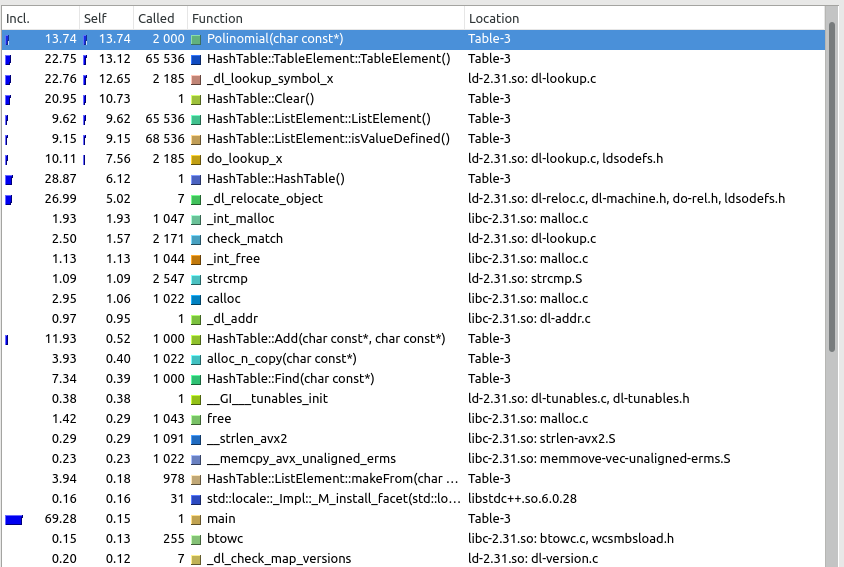 Incl. Self Called Function Location
13.74 13.74 2 000 Polinomial(char const*) Table-3
22.75 13.12 65 536 HashTable::TableElement::TableElement() Table-3
22.76 12.65 2 185 _dl_lookup_symbol_x ld-2.31.so: dl-lookup.c
20.95 10.73 1 HashTable::Clear() Table-3
9.62 9.62 65 536 HashTable::ListElement::ListElement() Table-3
9.15 9.15 68 536 HashTable::ListElement::isValueDefined() Table-3
10.11 7.56 2 185 do_lookup_x ld-2.31.so: dl-lookup.c, ldsodefs.h
28.87 6.12 1 HashTable::HashTable() Table-3
26.99 5.02 7 _dl_relocate_object ld-2.31.so: dl-reloc.c, dl-machine.h, do-rel.h, ldsodefs.h
1.93 1.93 1 047 _int_malloc libc-2.31.so: malloc.c
2.50 1.57 2 171 check_match ld-2.31.so: dl-lookup.c
1.13 1.13 1 044 _int_free libc-2.31.so: malloc.c
1.09 1.09 2 547 strcmp ld-2.31.so: strcmp.S
2.95 1.06 1 022 calloc libc-2.31.so: malloc.c
0.97 0.95 1 _dl_addr libc-2.31.so: dl-addr.c
11.93 0.52 1 000 HashTable::Add(char const*, char const*) Table-3
3.93 0.40 1 022 alloc_n_copy(char const*) Table-3
7.34 0.39 1 000 HashTable::Find(char const*) Table-3
0.38 0.38 1 __GI___tunables_init ld-2.31.so: dl-tunables.c, dl-tunables.h
1.42 0.29 1 043 free libc-2.31.so: malloc.c
0.29 0.29 1 091 __strlen_avx2 libc-2.31.so: strlen-avx2.S
0.23 0.23 1 022 __memcpy_avx_unaligned_erms libc-2.31.so: memmove-vec-unaligned-erms.S
3.94 0.18 978 HashTable::ListElement::makeFrom(char ... Table-3
0.16 0.16 31 std::locale::_Impl::_M_install_facet(std::lo... libstdc++.so.6.0.28
69.28 0.15 1 main Table-3
0.15 0.13 255 btowc libc-2.31.so: btowc.c, wcsmbsload.h
0.20 0.12 7 _dl_check_map_versions ld-2.31.so: dl-version.c